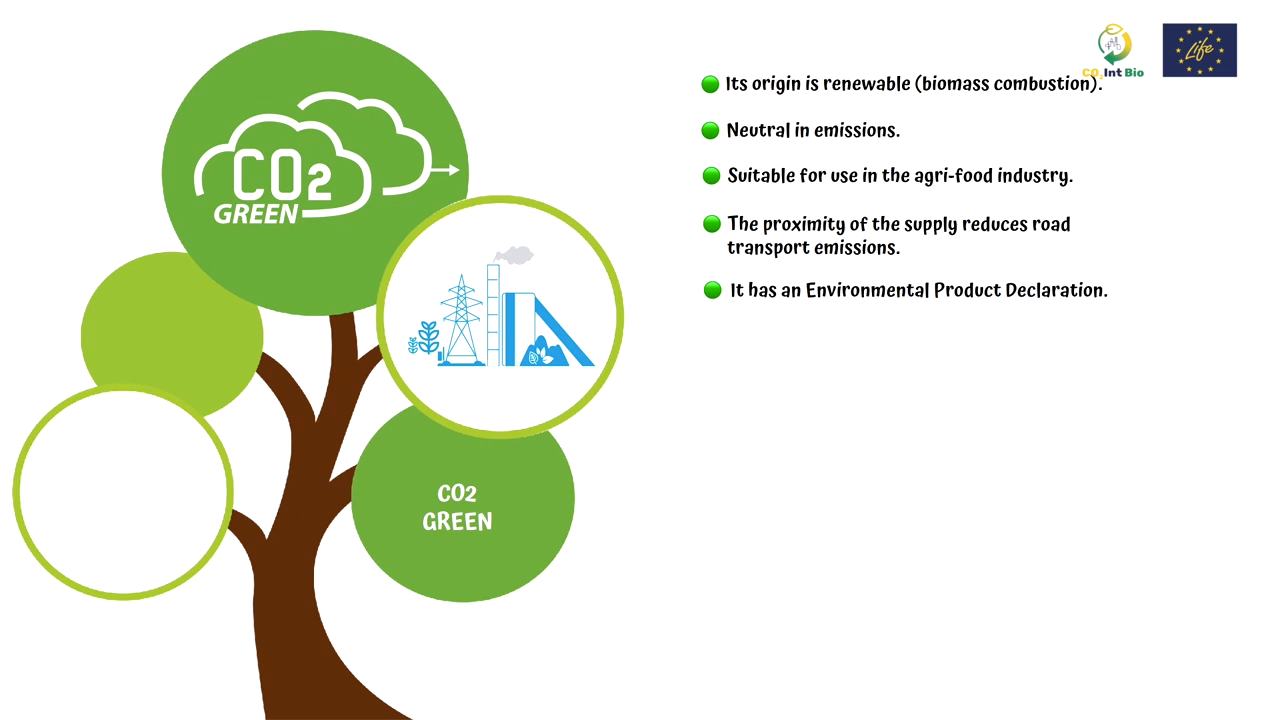 CO2
GREEN
CO2
GREEN
CO2Int Bio
Life
Its origin is renewable (biomass combustion).
Neutral in emissions.
Suitable for use in the agri-food industry.
The proximity of the supply reduces road
transport emissions.
It has an Environmental Product Declaration.